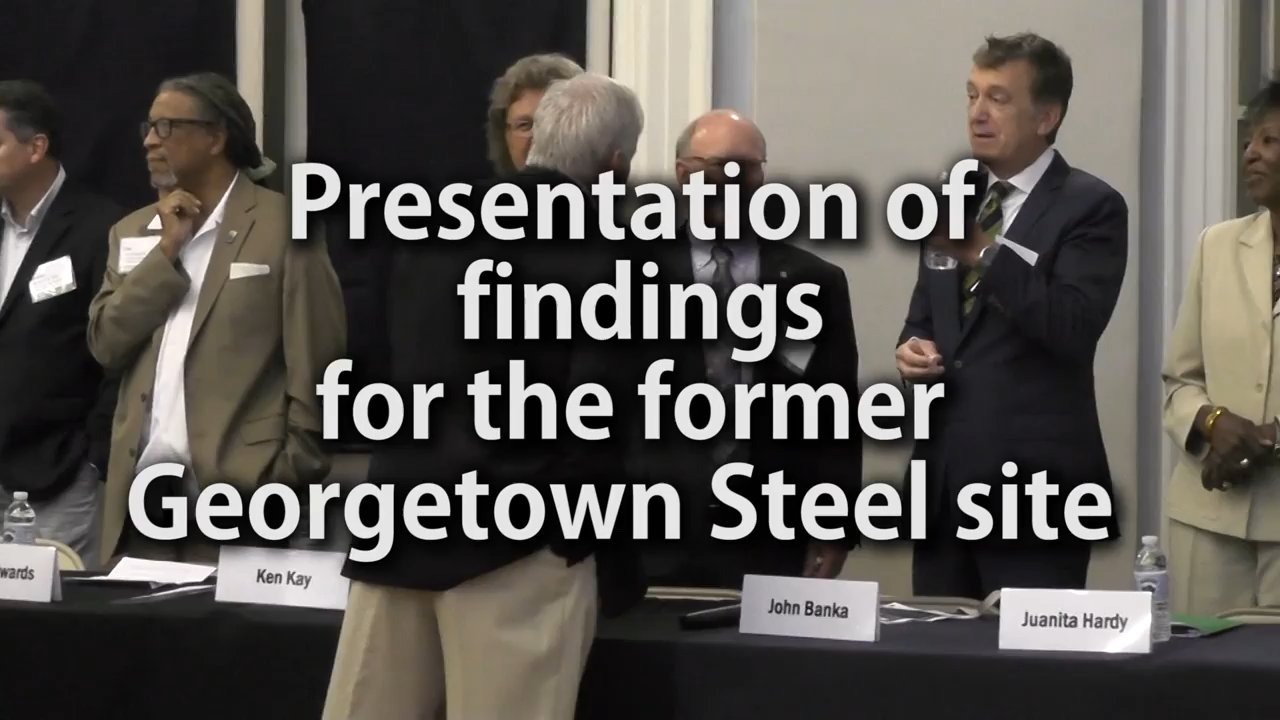 Presentation of
findings
for the former
Georgetown Steel site
wards
Ken Kay
John Banka
Juanita Hardy